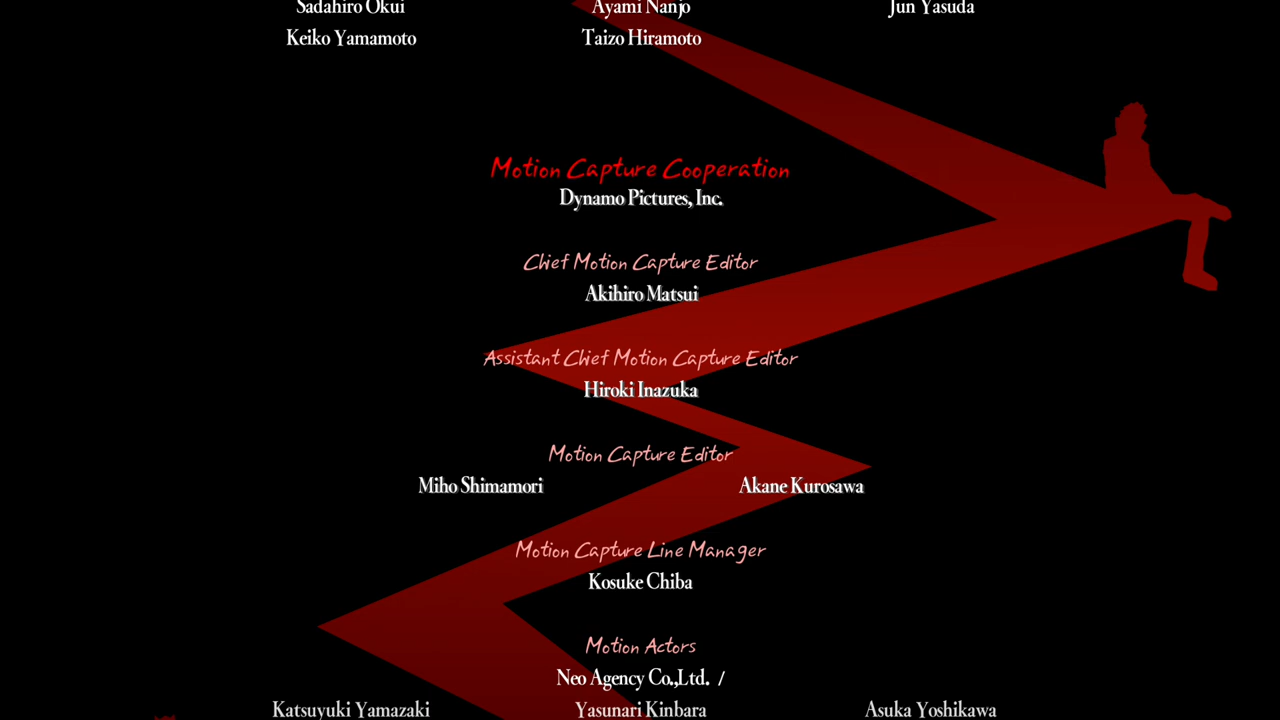 Sadahiro Okui Ayami Nanjo Jun Yasuda
Keiko Yamamoto Taizo Hiramoto
Motion Capture Cooperation
Dynamo Pictures, Inc.
Chief Motion Capture Editor
Akihiro Matsui
Assistant Chief Motion Capture Editor
Hiroki Inazuka
Motion Capture Editor
Miho Shimamori Akane Kurosawa
Motion Capture Line Manager
Kosuke Chiba
Motion Actors
Neo Agency Co.,Ltd. /
Katsuyuki Yamazaki Yasunari Kinbara Asuka Yoshikawa